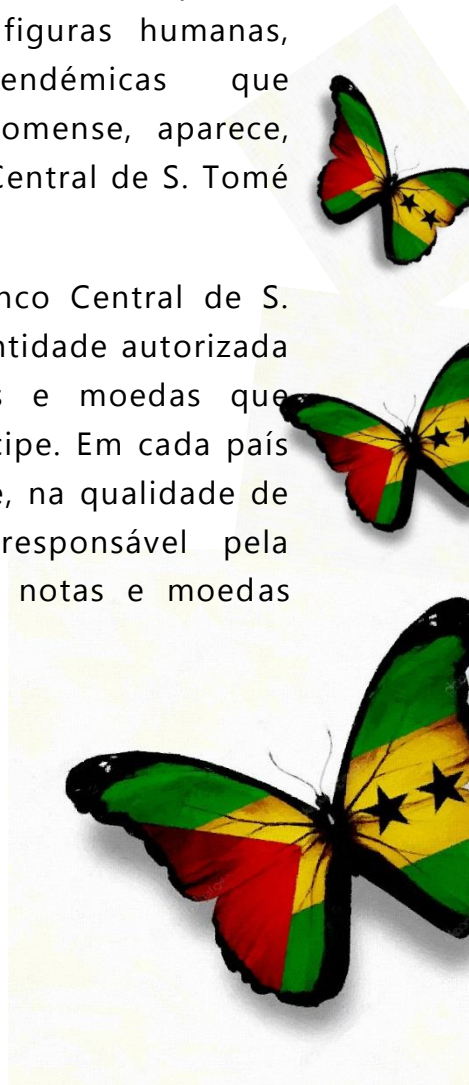 figuras humanas,
endémicas que
omense, aparece,
Central de S. Tomé
nco Central de S.
ntidade autorizada
s e moedas que
cipe. Em cada país
e, na qualidade de
responsável pela
notas e moedas